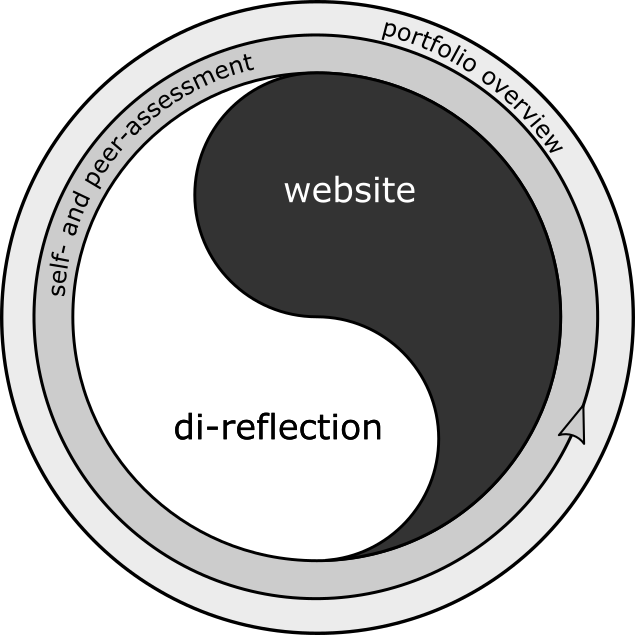 portfolio overview
self- and peer-assessment
website
di-reflection